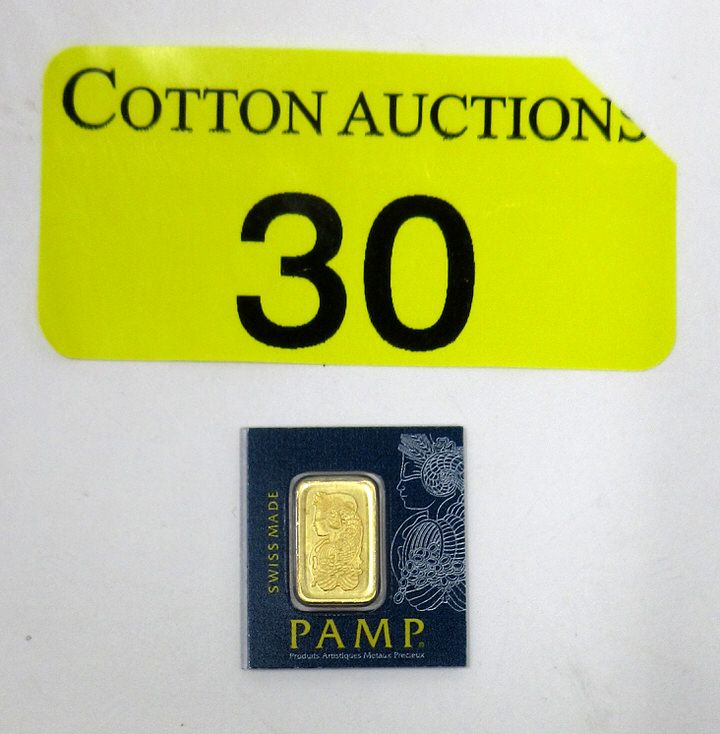 COTTON AUCTIONS
30
SWISS MADE
PAMP®
Produits Artistiques Métaux Précieux